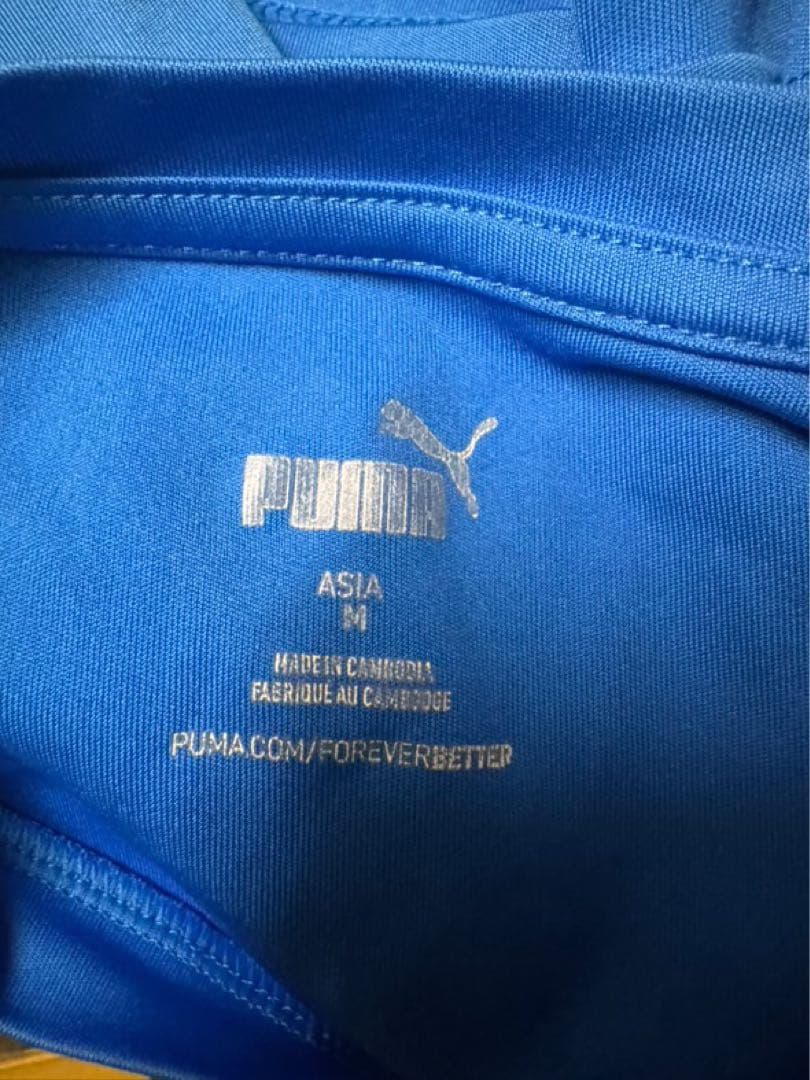 PUMA
ASIA
M
MADE IN CAMBODIA
FABRIQUE AU CAMBODGE
PUMA.COM/FOREVERBETTER